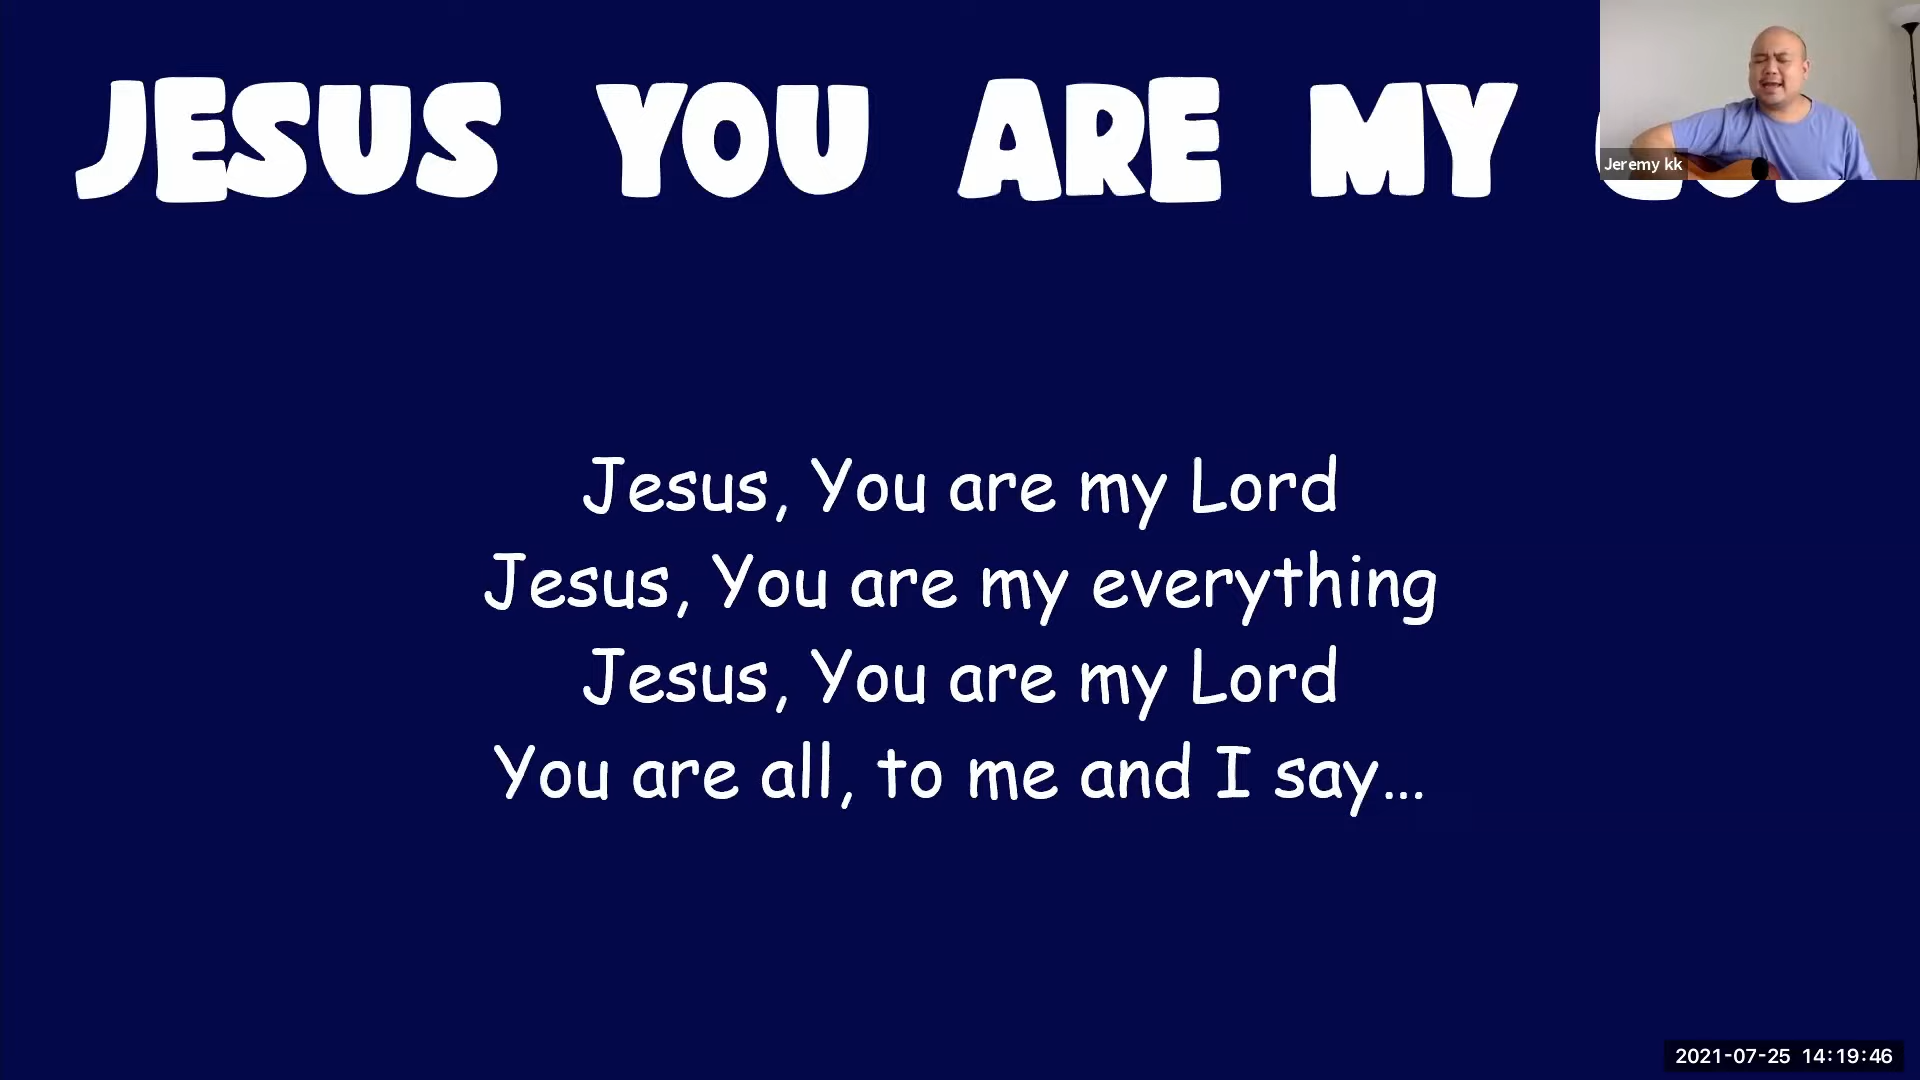 JESUS YOU ARE MY
Jeremy kk
Jesus, You are my Lord
Jesus, You are my everything
Jesus, You are my Lord
You are all, to me and I say...
2021-07-25 14:19:46